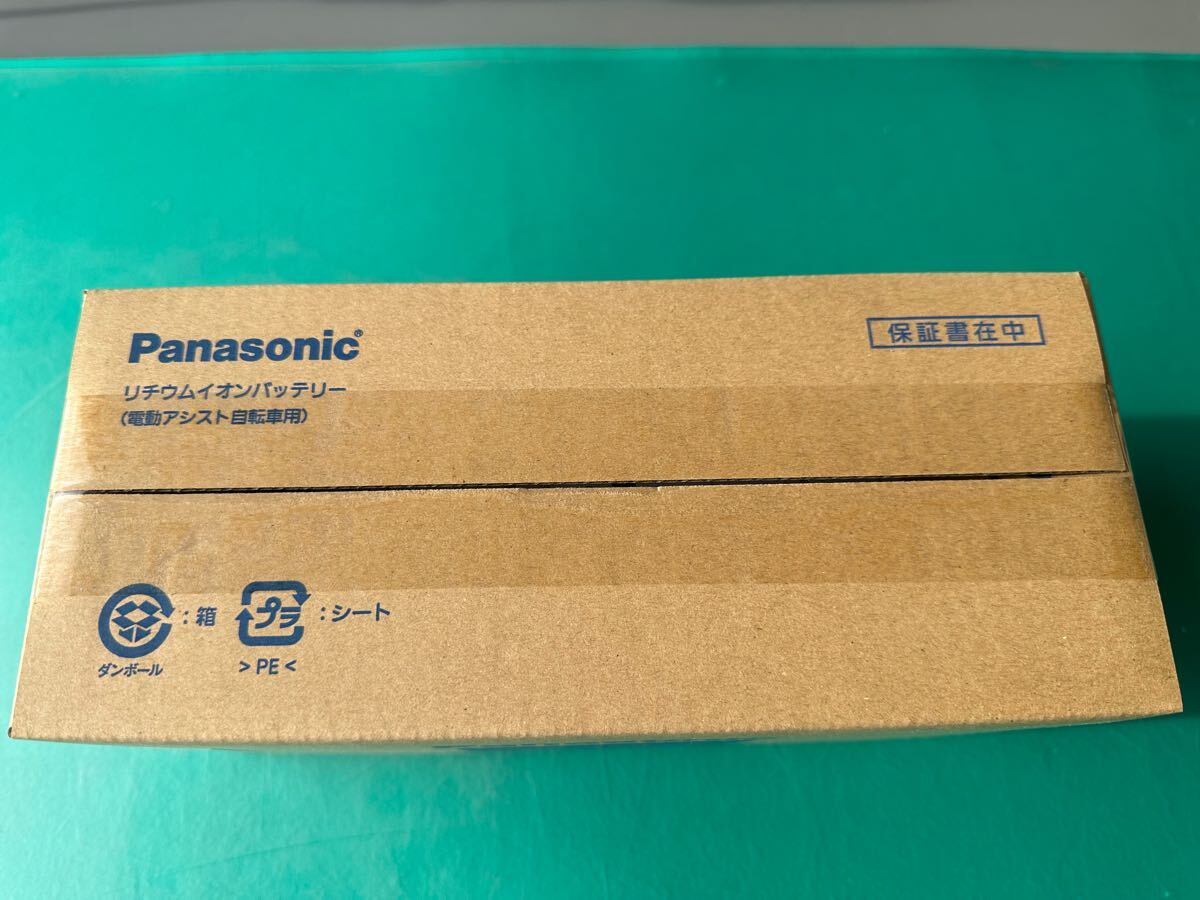 Panasonic®
保証書在中
リチウムイオンバッテリー
(電動アシスト自転車用)
:箱
プラ
:シート
ダンボール
>PE<